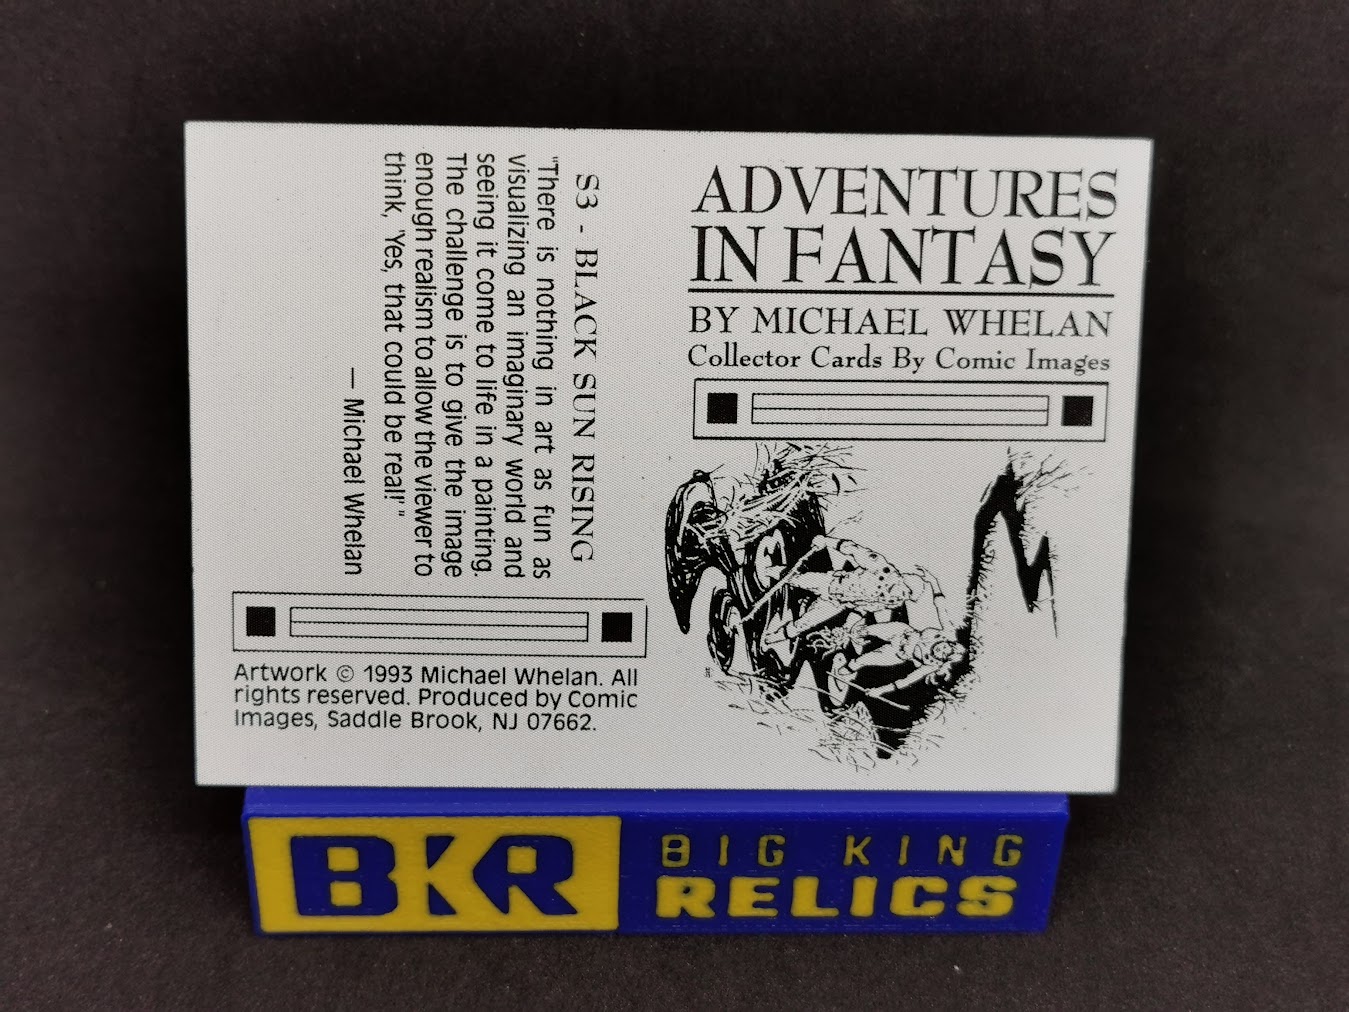 ADVENTURES
IN FANTASY
BY MICHAEL WHELAN
Collector Cards By Comic Images
S3 - BLACK SUN RISING
"There is nothing in art as fun as
visualizing an imaginary world and
seeing it come to life in a painting.
The challenge is to give the image
enough realism to allow the viewer to
think, 'Yes, that could be real!' "
— Michael Whelan
Artwork © 1993 Michael Whelan. All
rights reserved. Produced by Comic
Images, Saddle Brook, NJ 07662.
BKR
BIG KING
RELICS